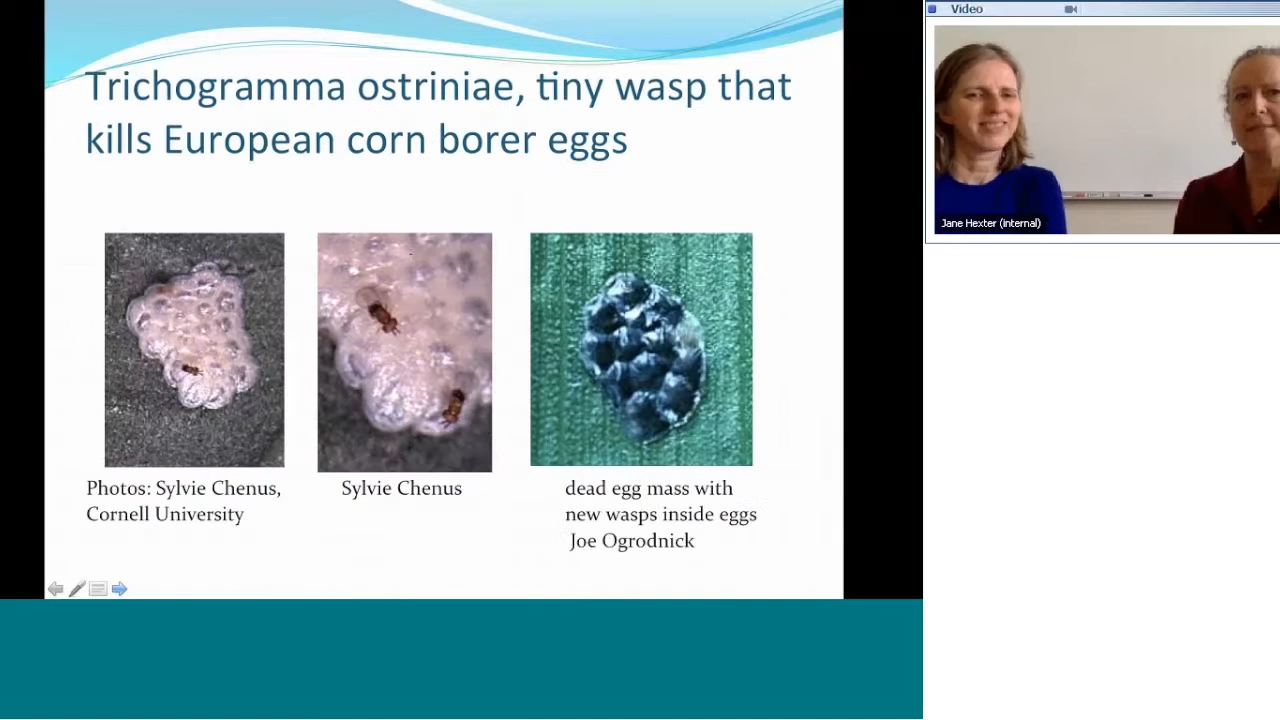 Trichogramma ostriniae, tiny wasp that
kills European corn borer eggs
Photos: Sylvie Chenus,
Cornell University
Sylvie Chenus
dead egg mass with
new wasps inside eggs
Joe Ogrodnick
Video
Jane Hexter (internal)